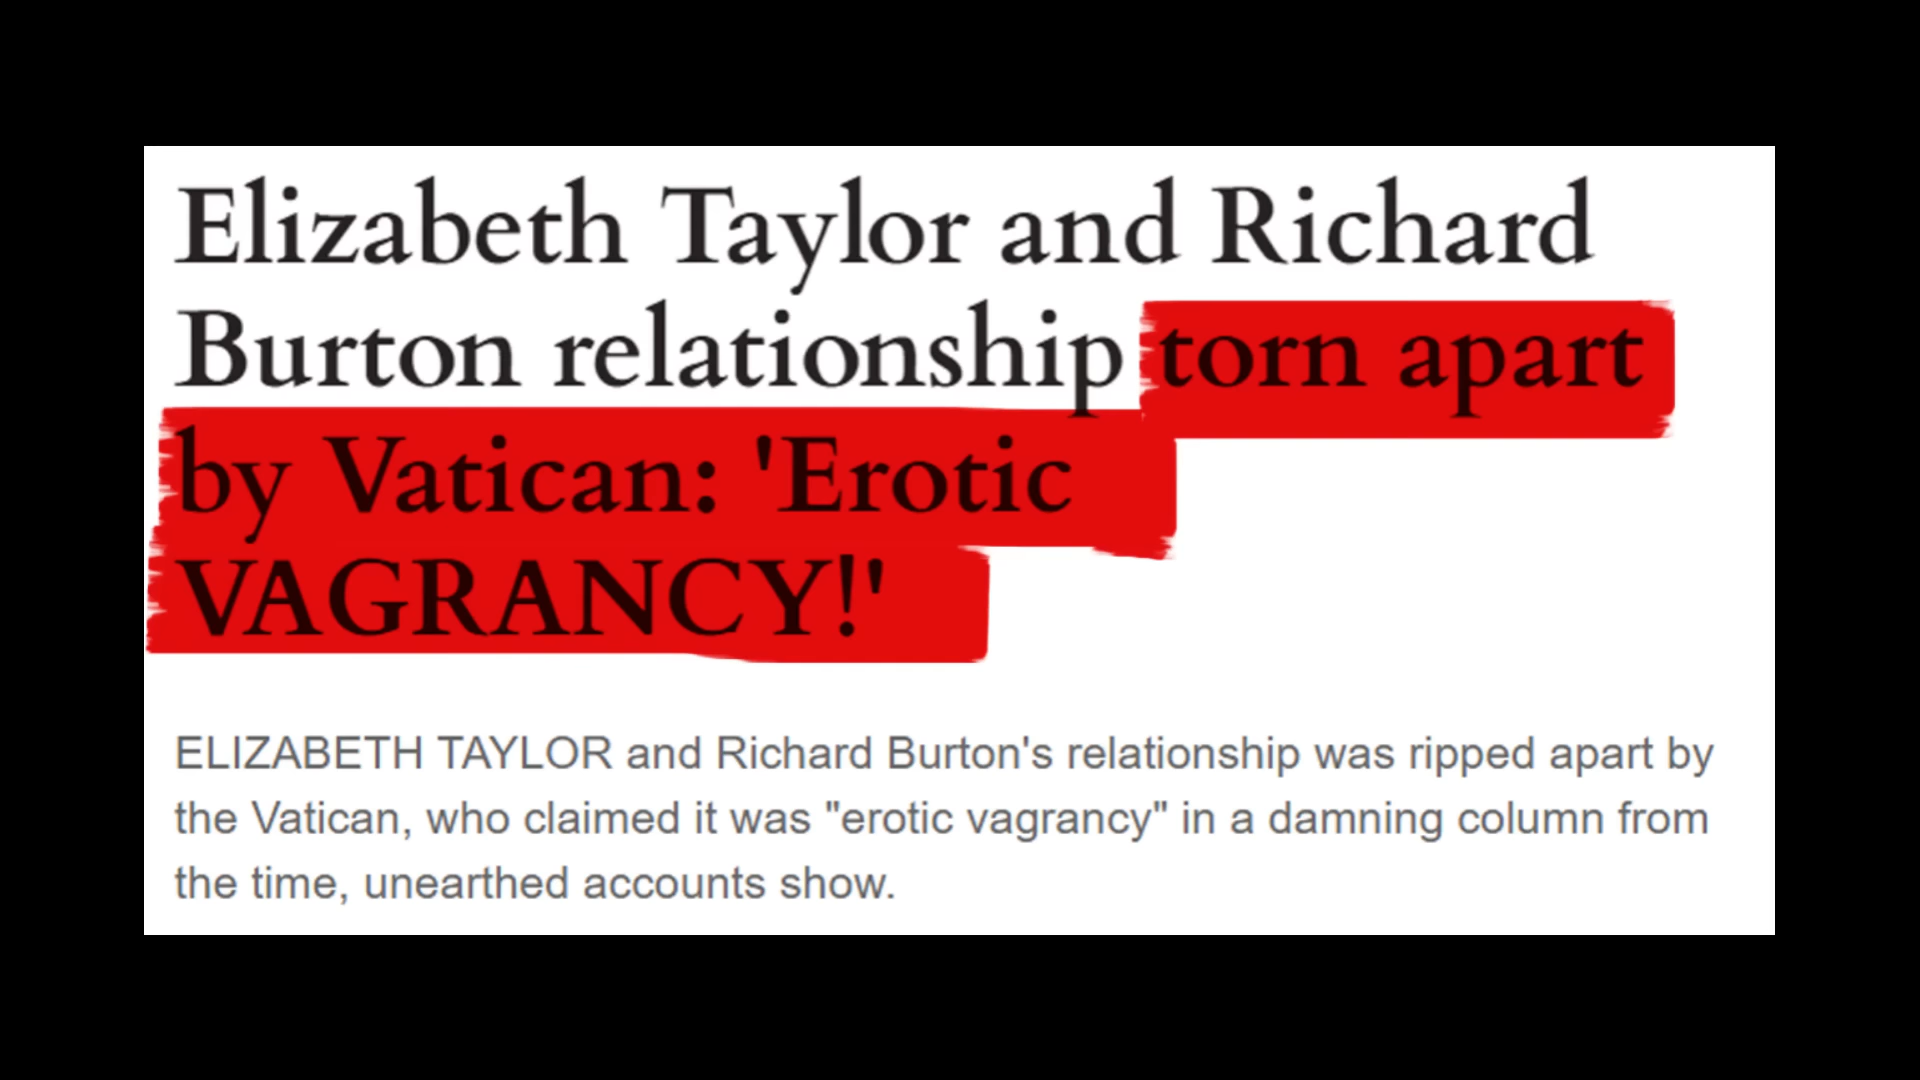 Elizabeth Taylor and Richard
Burton relationship torn apart
by Vatican: 'Erotic
VAGRANCY!'
ELIZABETH TAYLOR and Richard Burton's relationship was ripped apart by
the Vatican, who claimed it was "erotic vagrancy" in a damning column from
the time, unearthed accounts show.